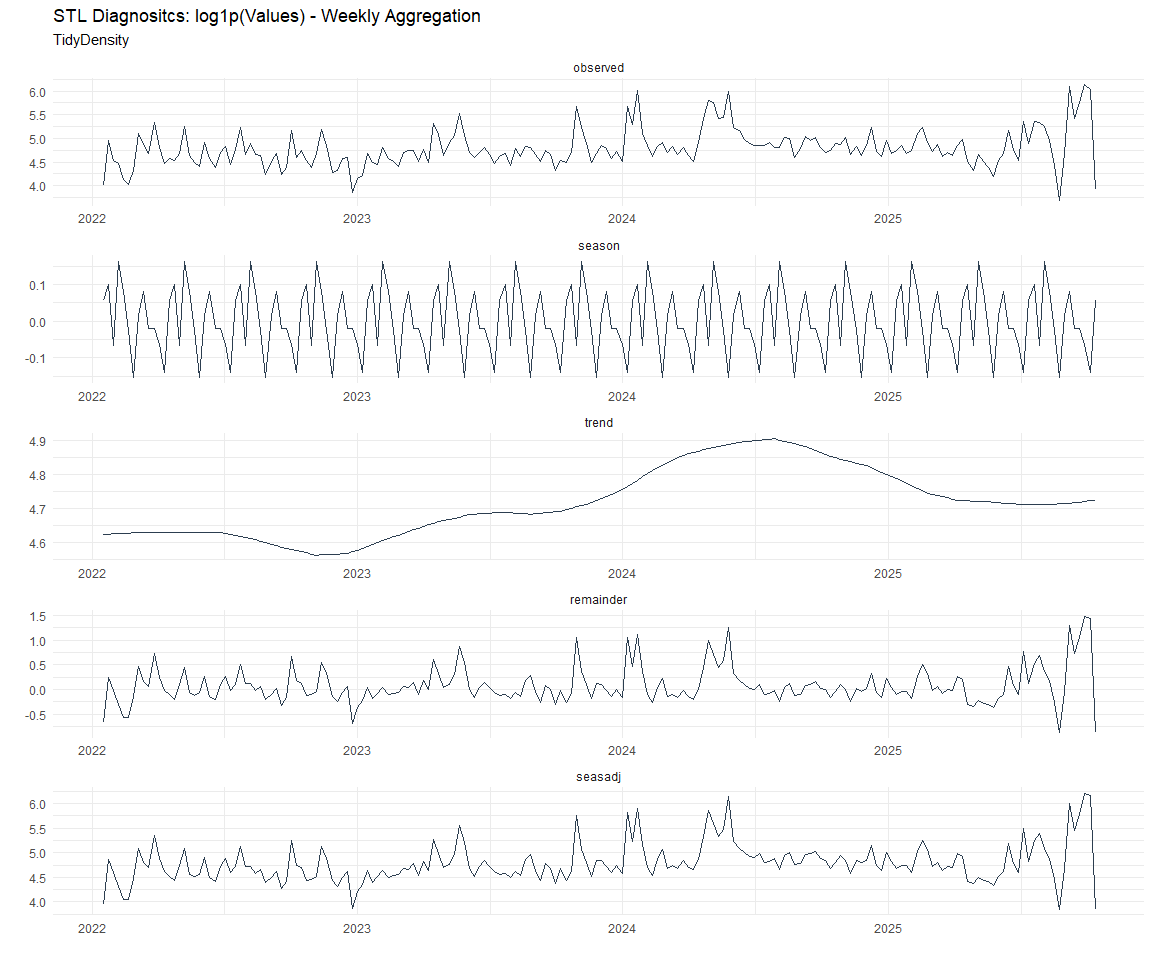 STL Diagnositcs: log1p(Values) - Weekly Aggregation
TidyDensity
observed
6.0
5.5
5.0
4.5
4.0
2022 2023 2024 2025
season
0.1
0.0
-0.1
2022 2023 2024 2025
trend
4.9
4.8
4.7
4.6
2022 2023 2024 2025
remainder
1.5
1.0
0.5
0.0
-0.5
2022 2023 2024 2025
seasadj
6.0
5.5
5.0
4.5
4.0
2022 2023 2024 2025